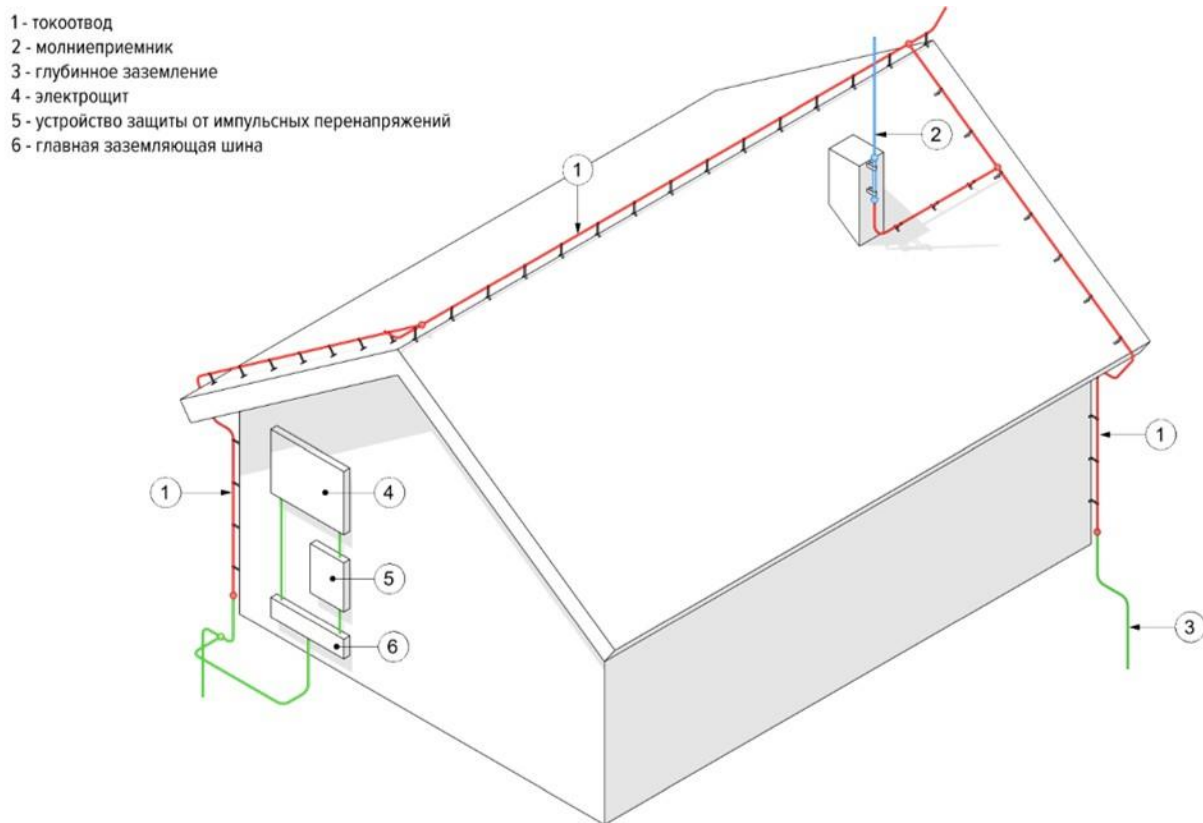 1 - токоотвод
2 - молниеприемник
3 - глубинное заземление
4 - электрощит
5 - устройство защиты от импульсных перенапряжений
6 - главная заземляющая шина
2
1
1
1
4
5
6
3